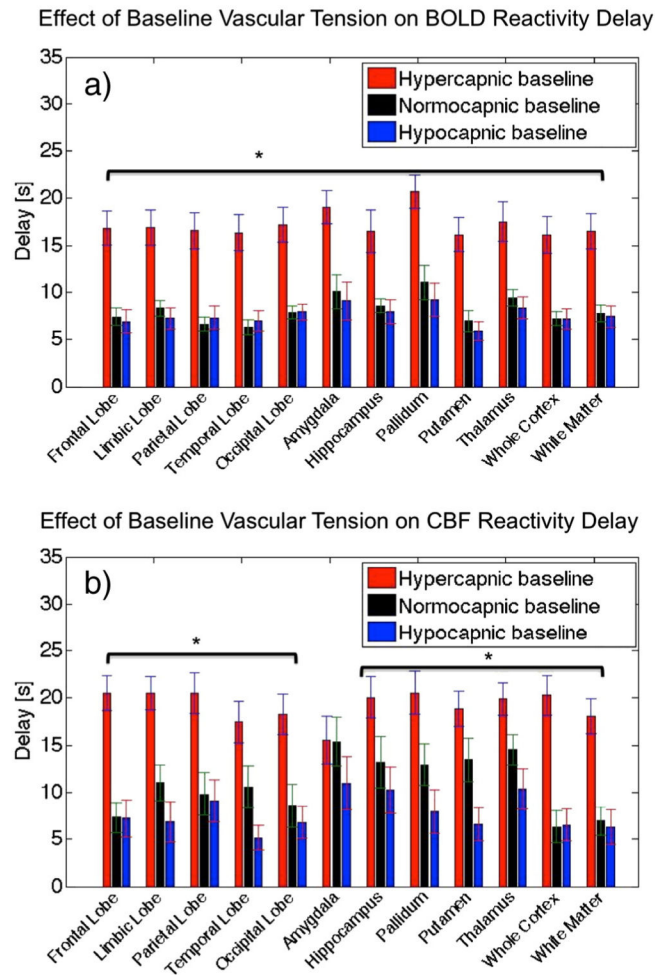 Effect of Baseline Vascular Tension on BOLD Reactivity Delay
35
30
25
20
15
10
5
0
Delay [s]
a)
Hypercapnic baseline
Normocapnic baseline
Hypocapnic baseline
*
Frontal Lobe
Limbic Lobe
Parietal Lobe
Temporal Lobe
Occipital Lobe
Amygdala
Hippocampus
Pallidum
Putamen
Thalamus
Whole Cortex
White Matter
Effect of Baseline Vascular Tension on CBF Reactivity Delay
35
30
25
20
15
10
5
0
Delay [s]
b)
Hypercapnic baseline
Normocapnic baseline
Hypocapnic baseline
*
*
Frontal Lobe
Limbic Lobe
Parietal Lobe
Temporal Lobe
Occipital Lobe
Amygdala
Hippocampus
Pallidum
Putamen
Thalamus
Whole Cortex
White Matter